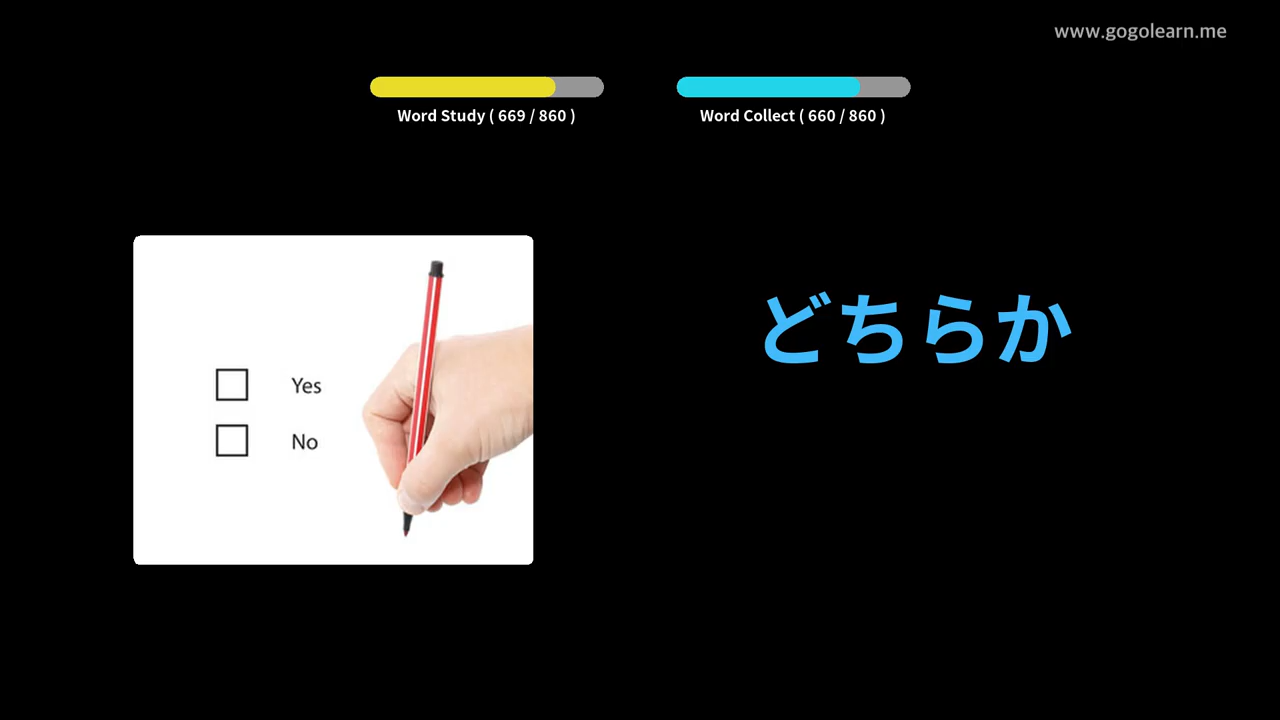 www.gogolearn.me
Word Study ( 669 / 860 )
Word Collect ( 660 / 860 )
Yes
No
どちらか